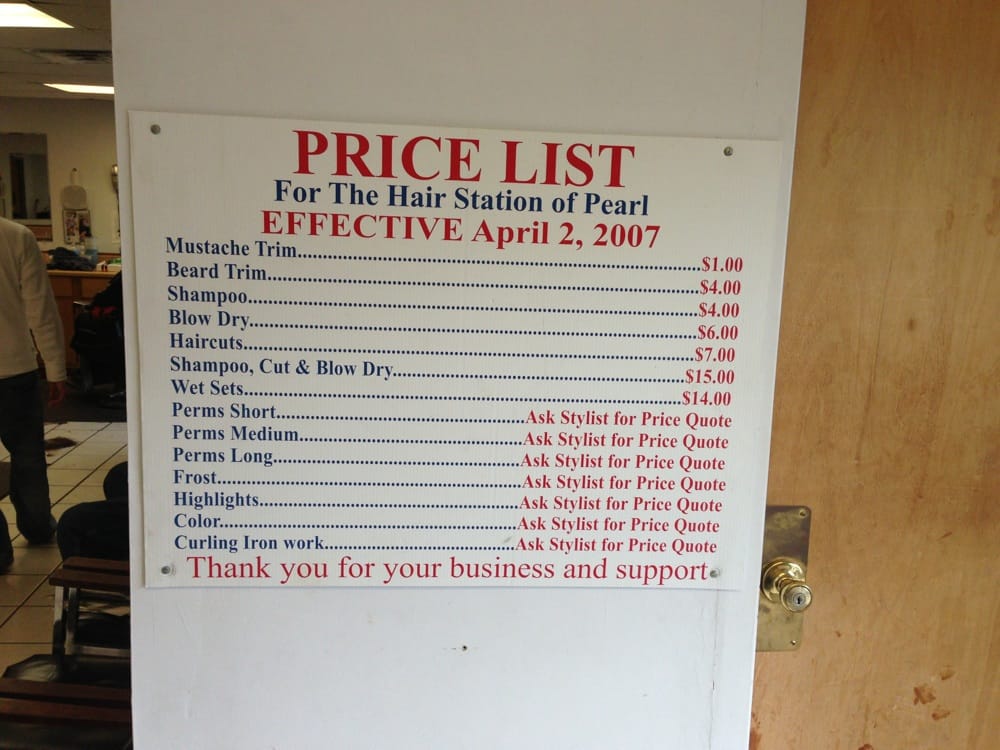 PRICE LIST
For The Hair Station of Pearl
EFFECTIVE April 2, 2007
Mustache Trim..........$1.00
Beard Trim..........$4.00
Shampoo..........$4.00
Blow Dry..........$6.00
Haircuts..........$7.00
Shampoo, Cut & Blow Dry..........$15.00
Wet Sets..........$14.00
Perms Short..........Ask Stylist for Price Quote
Perms Medium..........Ask Stylist for Price Quote
Perms Long..........Ask Stylist for Price Quote
Frost..........Ask Stylist for Price Quote
Highlights..........Ask Stylist for Price Quote
Color..........Ask Stylist for Price Quote
Curling Iron work..........Ask Stylist for Price Quote
Thank you for your business and support